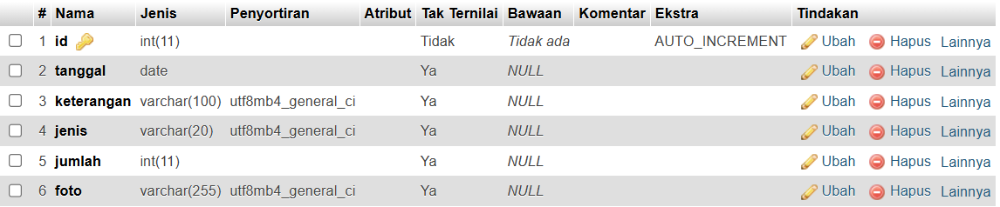 # Nama Jenis Penyortiran Atribut Tak Ternilai Bawaan Komentar Ekstra Tindakan
1 id int(11) Tidak Tidak ada AUTO_INCREMENT Ubah Hapus Lainnya
2 tanggal date Ya NULL Ubah Hapus Lainnya
3 keterangan varchar(100) utf8mb4_general_ci Ya NULL Ubah Hapus Lainnya
4 jenis varchar(20) utf8mb4_general_ci Ya NULL Ubah Hapus Lainnya
5 jumlah int(11) Ya NULL Ubah Hapus Lainnya
6 foto varchar(255) utf8mb4_general_ci Ya NULL Ubah Hapus Lainnya